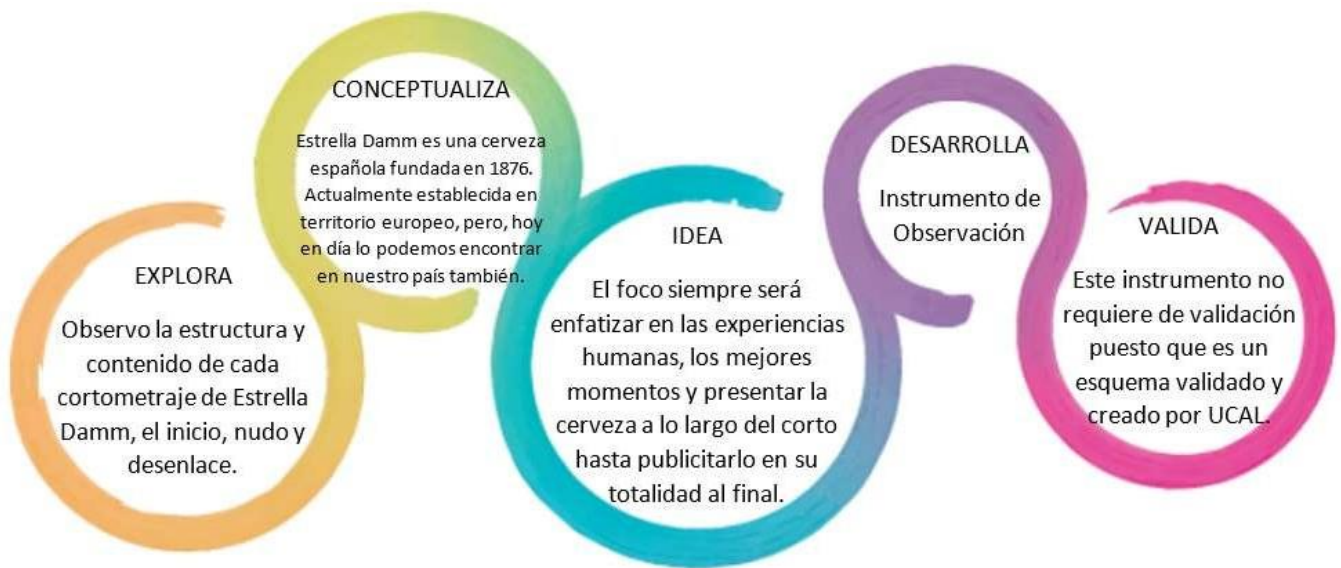 EXPLORA
Observo la estructura y
contenido de cada
cortometraje de Estrella
Damm, el inicio, nudo y
desenlace.
CONCEPTUALIZA
Estrella Damm es una cerveza
española fundada en 1876.
Actualmente establecida en
territorio europeo, pero, hoy
en día lo podemos encontrar
en nuestro país también.
IDEA
El foco siempre será
enfatizar en las experiencias
humanas, los mejores
momentos y presentar la
cerveza a lo largo del corto
hasta publicitarlo en su
totalidad al final.
DESARROLLA
Instrumento de
Observación
VALIDA
Este instrumento no
requiere de validación
puesto que es un
esquema validado y
creado por UCAL.